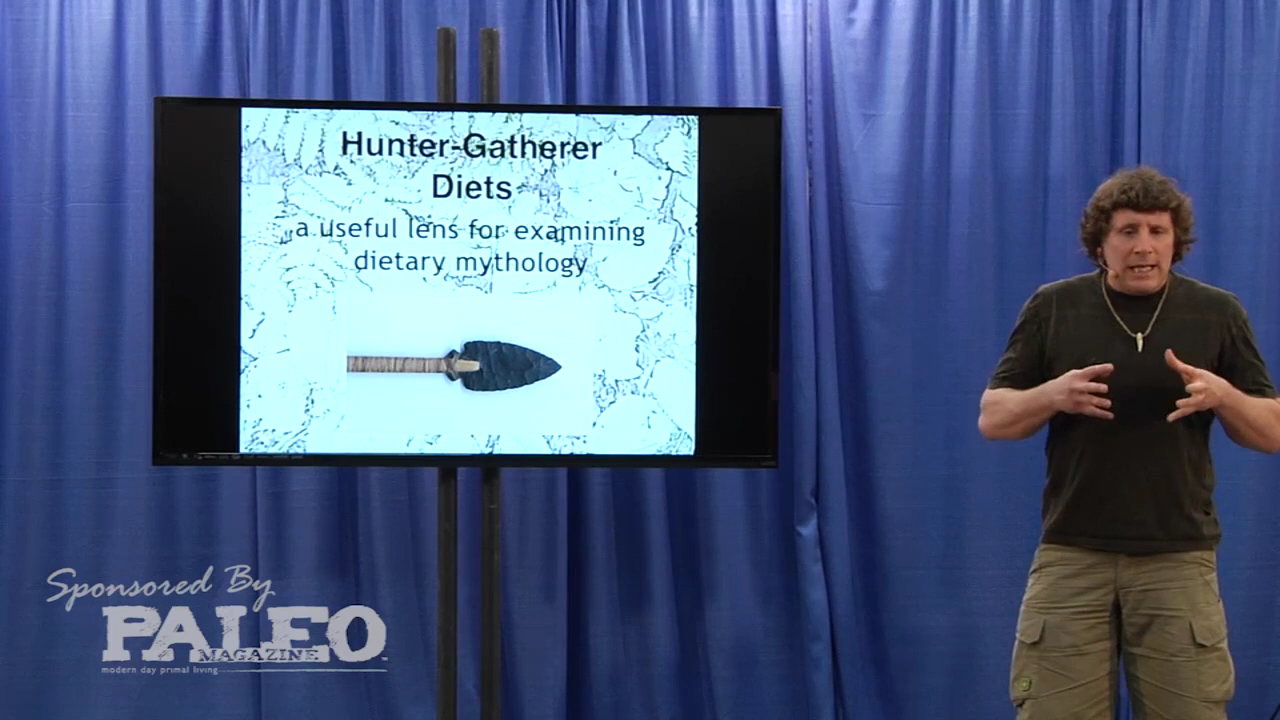 Hunter-Gatherer
Diets
a useful lens for examining
dietary mythology
Sponsored By
PALEO
MAGAZINE
modern day primal living